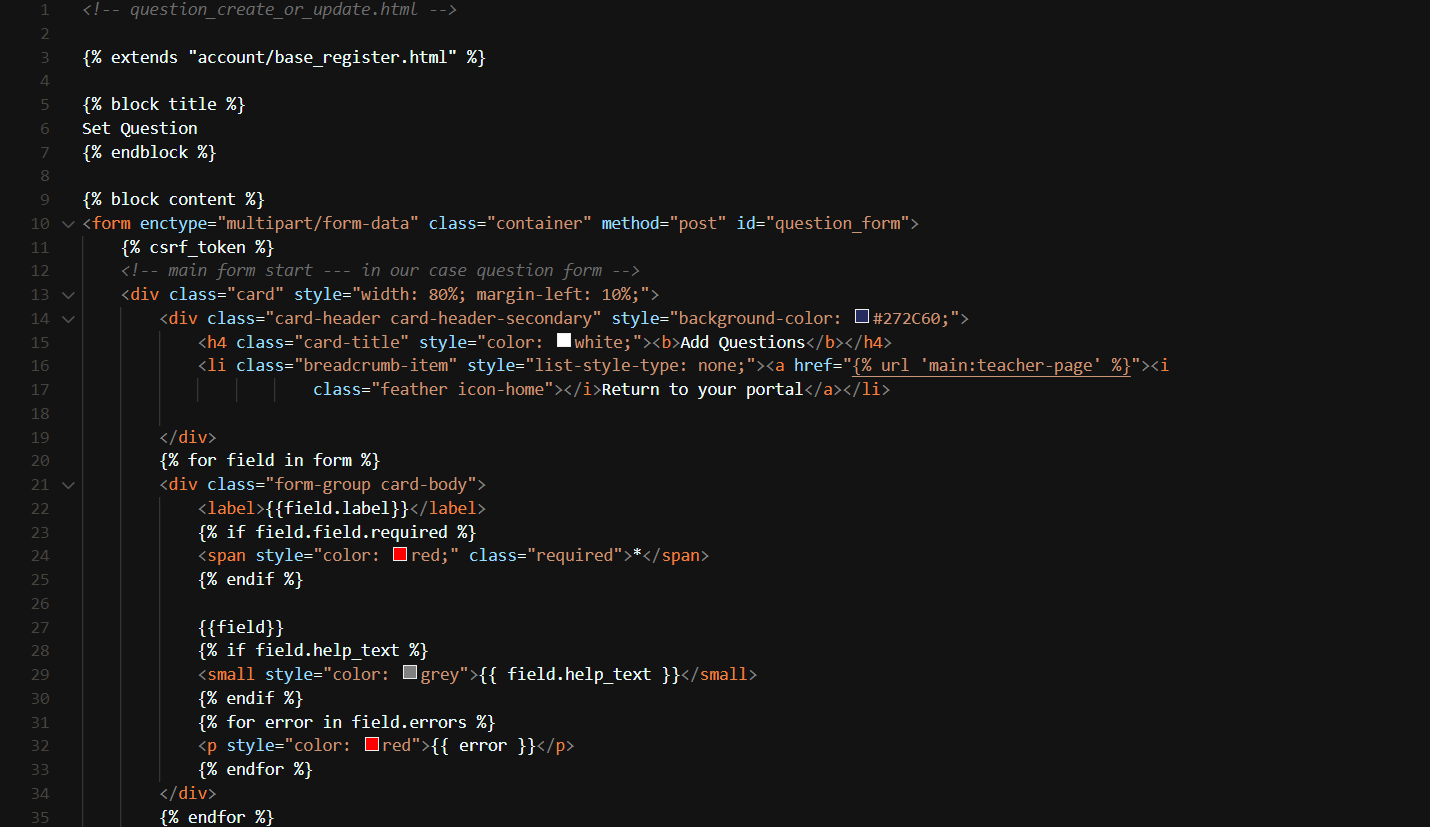 1 <!-- question_create_or_update.html -->
2
3 {% extends "account/base_register.html" %}
4
5 {% block title %}
6 Set Question
7 {% endblock %}
8
9 {% block content %}
10 <form enctype="multipart/form-data" class="container" method="post" id="question_form">
11     {% csrf_token %}
12     <!-- main form start --- in our case question form -->
13     <div class="card" style="width: 80%; margin-left: 10%;">
14         <div class="card-header card-header-secondary" style="background-color: #272C60;">
15             <h4 class="card-title" style="color: white;"><b>Add Questions</b></h4>
16             <li class="breadcrumb-item" style="list-style-type: none;"><a href="{% url 'main:teacher-page' %}"><i
17                         class="feather icon-home"></i>Return to your portal</a></li>
18
19         </div>
20         {% for field in form %}
21         <div class="form-group card-body">
22             <label>{{field.label}}</label>
23             {% if field.field.required %}
24             <span style="color: red;" class="required">*</span>
25             {% endif %}
26
27             {{field}}
28             {% if field.help_text %}
29             <small style="color: grey">{{ field.help_text }}</small>
30             {% endif %}
31             {% for error in field.errors %}
32             <p style="color: red">{{ error }}</p>
33             {% endfor %}
34         </div>
35         {% endfor %}